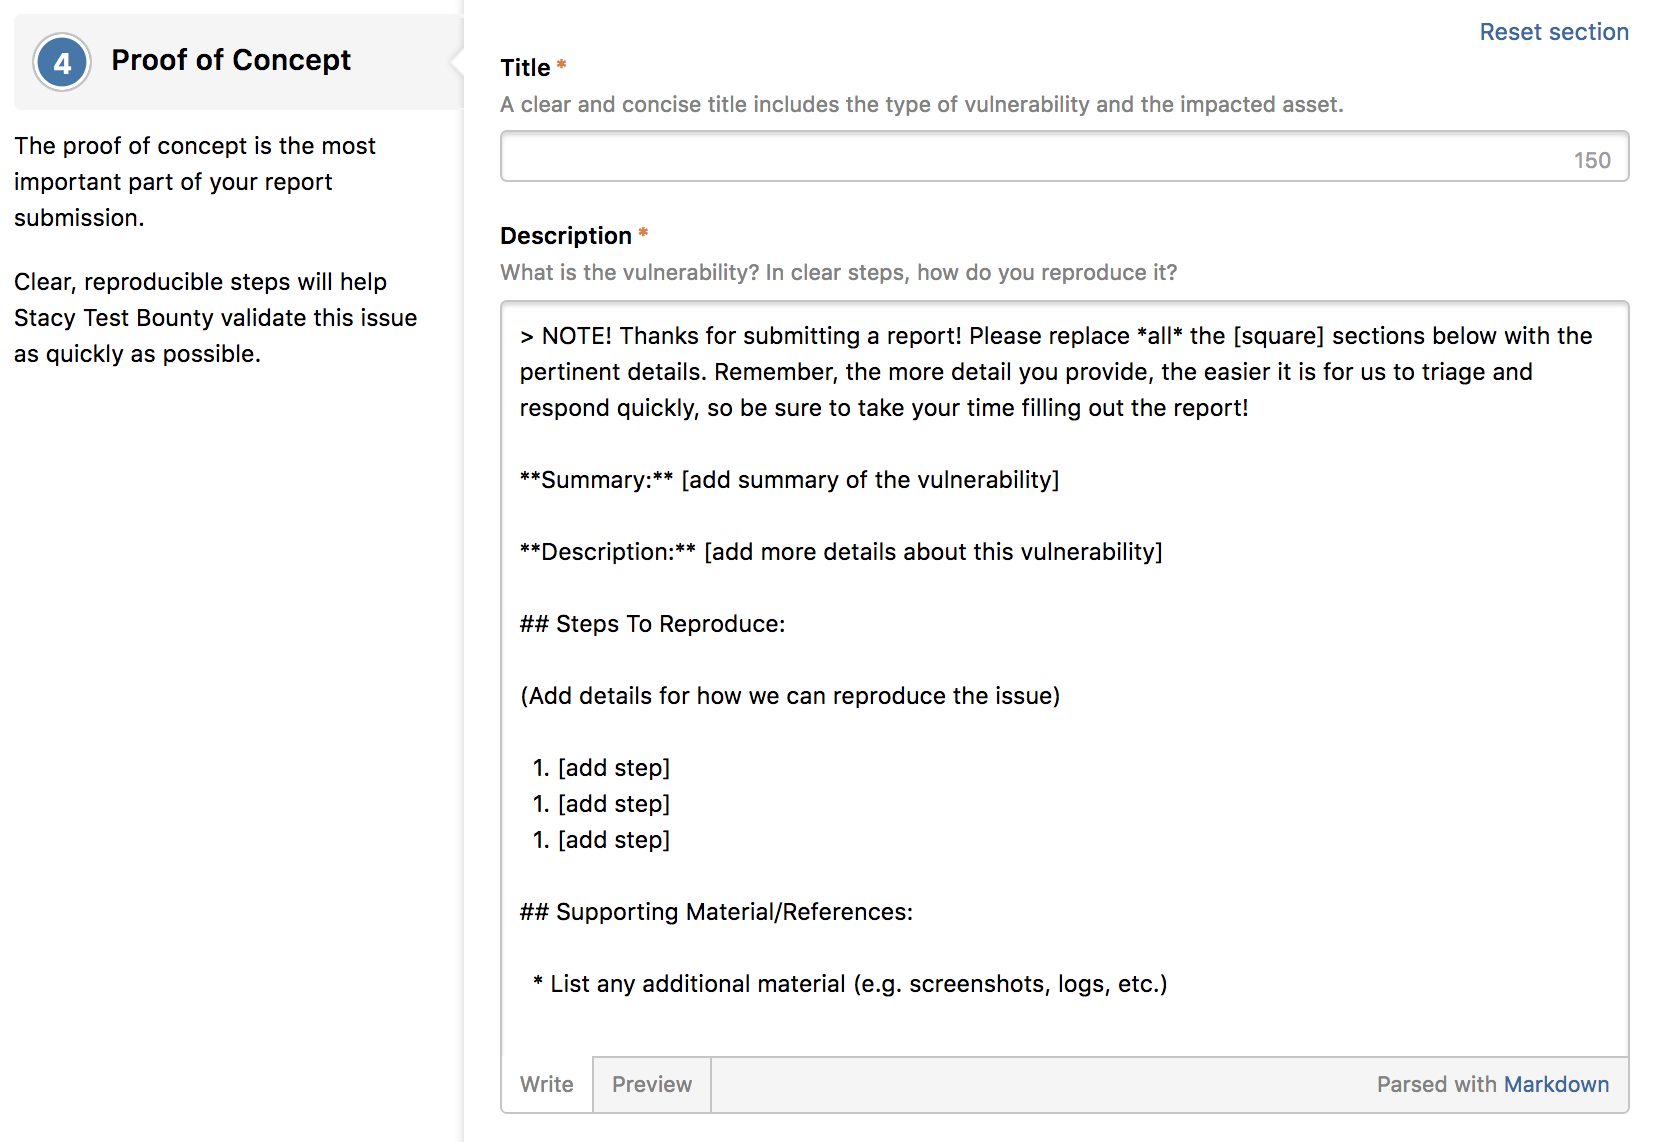 4 Proof of Concept
The proof of concept is the most
important part of your report
submission.
Clear, reproducible steps will help
Stacy Test Bounty validate this issue
as quickly as possible.
Reset section
Title *
A clear and concise title includes the type of vulnerability and the impacted asset.
150
Description *
What is the vulnerability? In clear steps, how do you reproduce it?
> NOTE! Thanks for submitting a report! Please replace *all* the [square] sections below with the
pertinent details. Remember, the more detail you provide, the easier it is for us to triage and
respond quickly, so be sure to take your time filling out the report!
**Summary:** [add summary of the vulnerability]
**Description:** [add more details about this vulnerability]
## Steps To Reproduce:
(Add details for how we can reproduce the issue)
1. [add step]
1. [add step]
1. [add step]
## Supporting Material/References:
* List any additional material (e.g. screenshots, logs, etc.)
Write Preview Parsed with Markdown